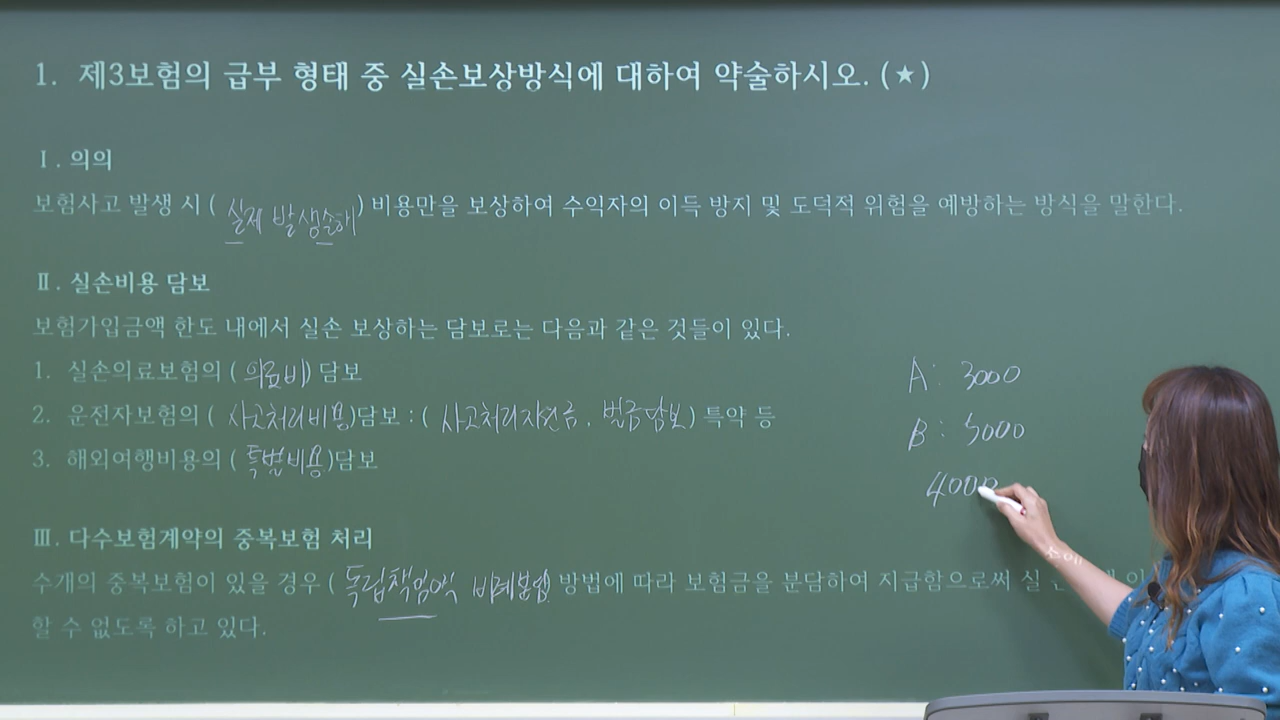 1. 제3보험의 급부 형태 중 실손보상방식에 대하여 약술하시오. (★)
Ⅰ. 의의
보험사고 발생 시 ( 실제 발생손해 ) 비용만을 보상하여 수익자의 이득 방지 및 도덕적 위험을 예방하는 방식을 말한다.
Ⅱ. 실손비용 담보
보험가입금액 한도 내에서 실손 보상하는 담보로는 다음과 같은 것들이 있다.
1. 실손의료보험의 ( 의료비 ) 담보
2. 운전자보험의 ( 사고처리비용 )담보 : ( 사고처리지원금, 벌금담보 ) 특약 등
3. 해외여행비용의 ( 특별비용 )담보
A : 3000
B : 5000
4000
Ⅲ. 다수보험계약의 중복보험 처리
수개의 중복보험이 있을 경우 ( 독립책임액 비례분담 방법에 따라 보험금을 분담하여 지급함으로써 실
할 수 없도록 하고 있다.